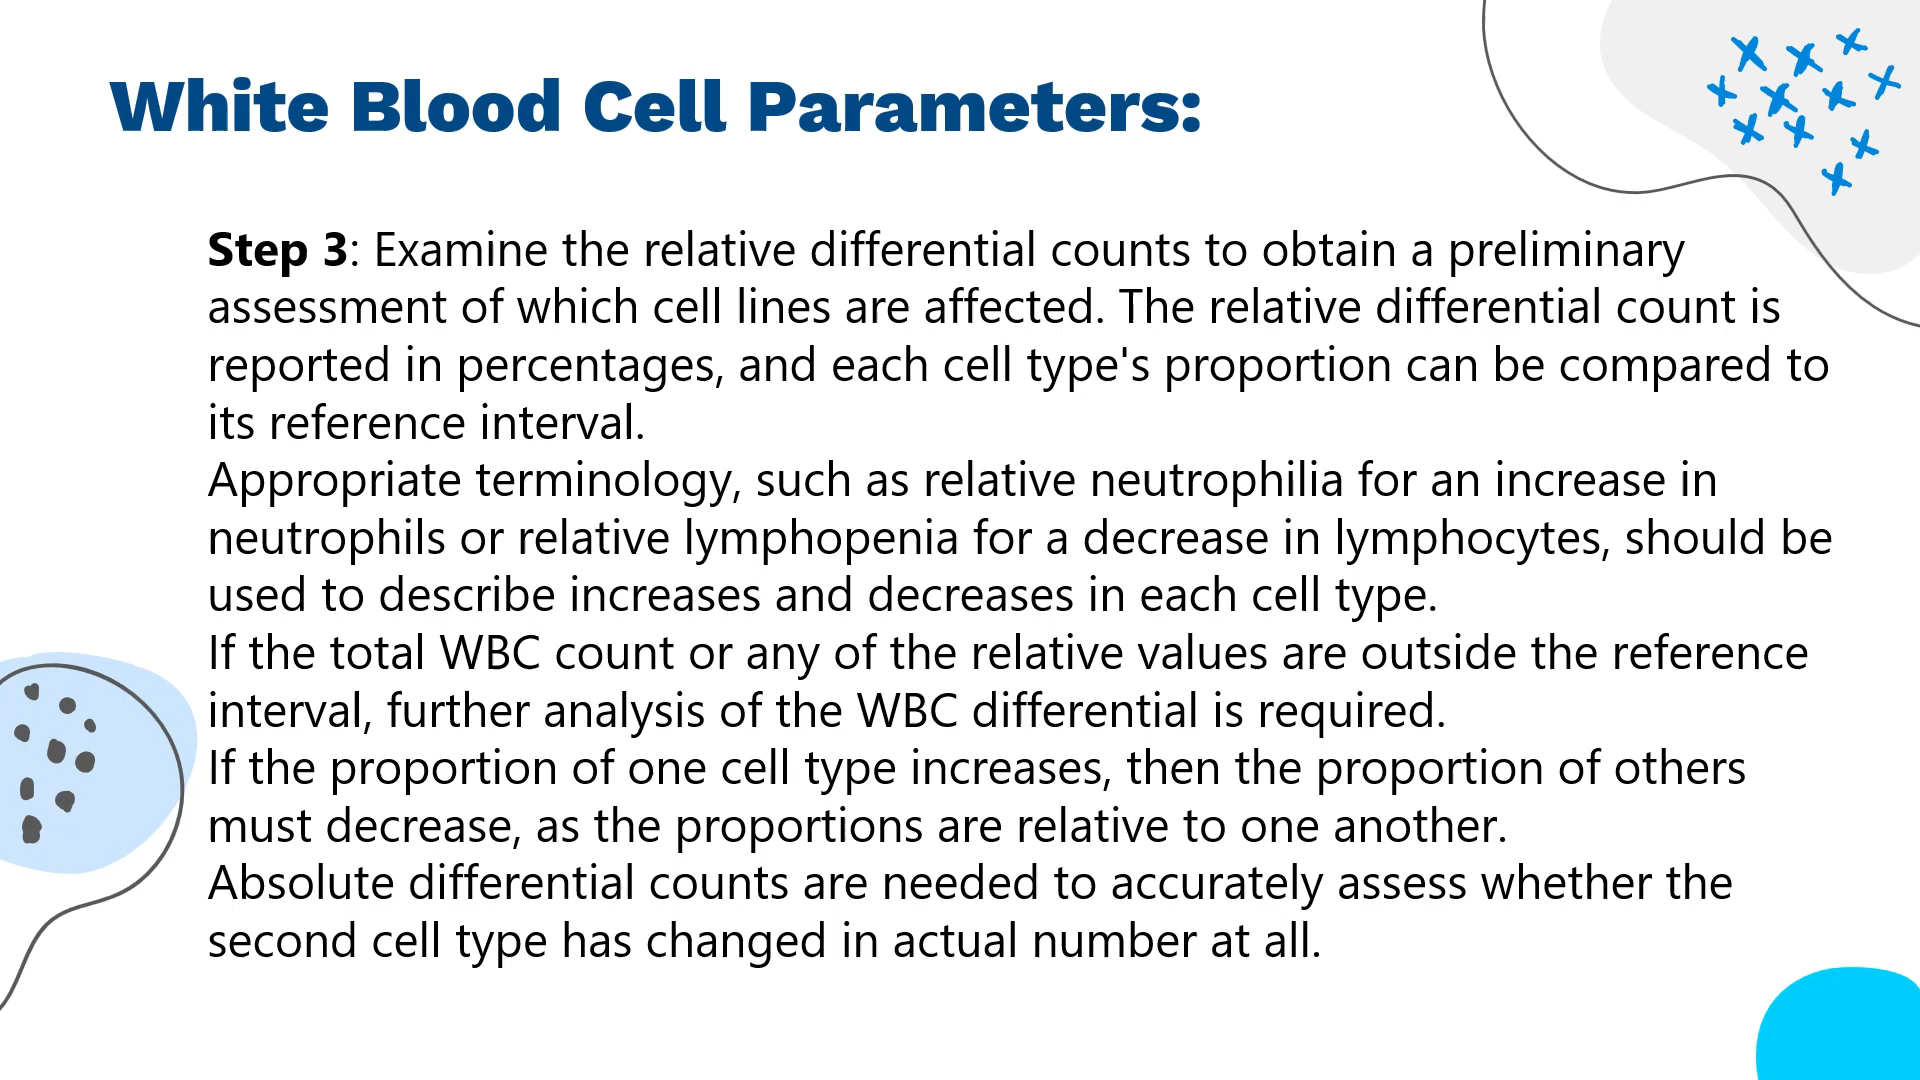 White Blood Cell Parameters:
Step 3: Examine the relative differential counts to obtain a preliminary
assessment of which cell lines are affected. The relative differential count is
reported in percentages, and each cell type's proportion can be compared to
its reference interval.
Appropriate terminology, such as relative neutrophilia for an increase in
neutrophils or relative lymphopenia for a decrease in lymphocytes, should be
used to describe increases and decreases in each cell type.
If the total WBC count or any of the relative values are outside the reference
interval, further analysis of the WBC differential is required.
If the proportion of one cell type increases, then the proportion of others
must decrease, as the proportions are relative to one another.
Absolute differential counts are needed to accurately assess whether the
second cell type has changed in actual number at all.